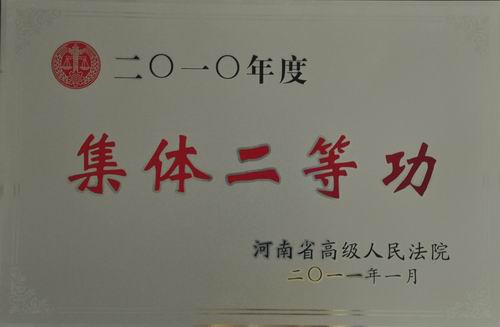 二〇一〇年度
集体二等功
河南省高级人民法院
二〇一一年一月